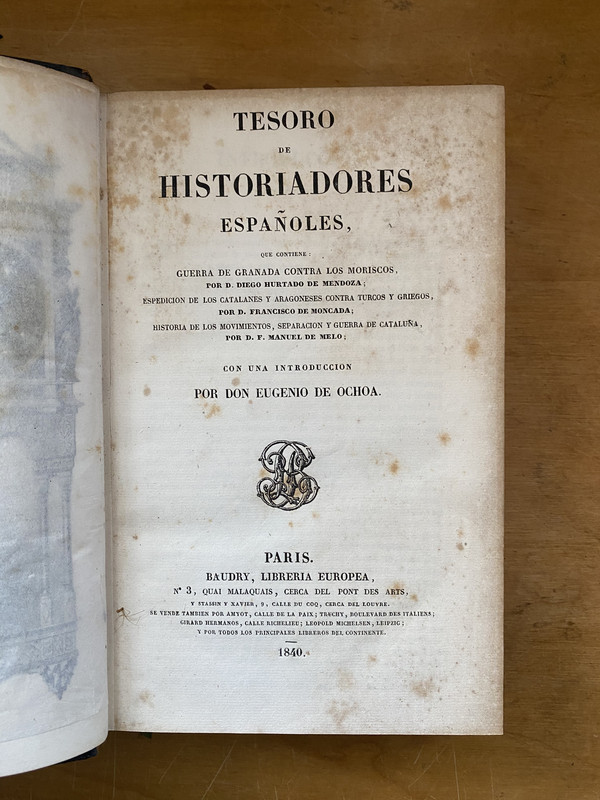 TESORO
DE
HISTORIADORES
ESPAÑOLES,
QUE CONTIENE:
GUERRA DE GRANADA CONTRA LOS MORISCOS,
POR D. DIEGO HURTADO DE MENDOZA;
ESPEDICION DE LOS CATALANES Y ARAGONESES CONTRA TURCOS Y GRIEGOS,
POR D. FRANCISCO DE MONCADA;
HISTORIA DE LOS MOVIMIENTOS, SEPARACION Y GUERRA DE CATALUÑA,
POR D. F. MANUEL DE MELO;
CON UNA INTRODUCCION
POR DON EUGENIO DE OCHOA.
PARIS.
BAUDRY, LIBRERIA EUROPEA,
Nº 3, QUAI MALAQUAIS, CERCA DEL PONT DES ARTS,
Y STASSIN Y XAVIER, 9, CALLE DU COQ, CERCA DEL LOUVRE.
SE VENDE TAMBIEN POR AMYOT, CALLE DE LA PAIX; TRUCHY, BOULEVARD DES ITALIENS;
GIRARD HERMANOS, CALLE RICHELIEU; LEOPOLD MICHELSEN, LEIPZIG;
Y POR TODOS LOS PRINCIPALES LIBREROS DEL CONTINENTE.
1840.